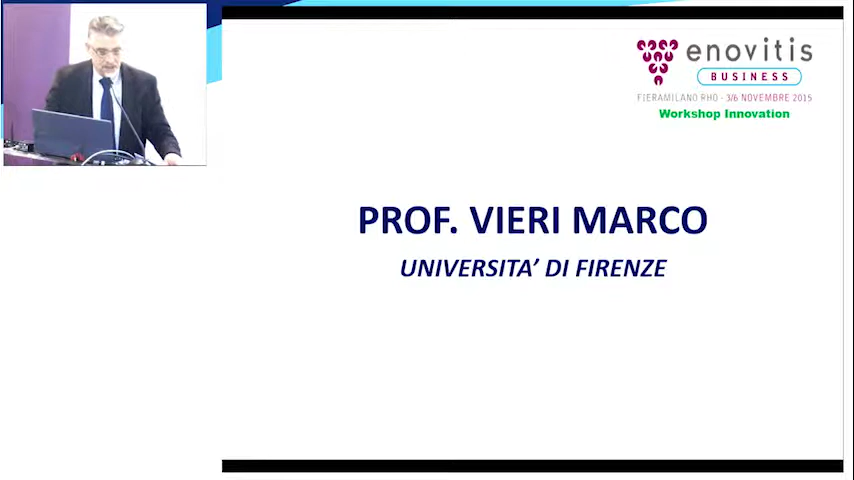 enovitis
BUSINESS
FIERAMILANO RHO - 3/6 NOVEMBRE 2015
Workshop Innovation
PROF. VIERI MARCO
UNIVERSITA’ DI FIRENZE